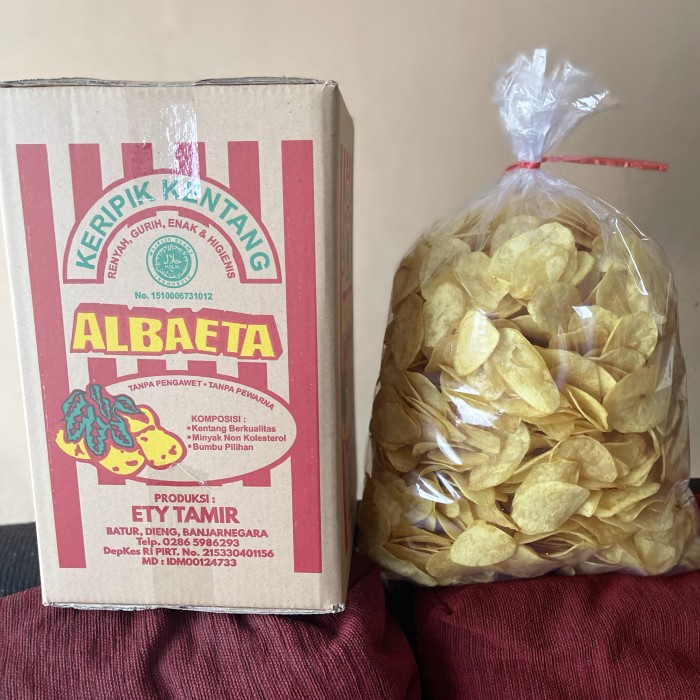 KERIPIK KENTANG
RENYAH, GURIH, ENAK & HIGIENIS
No. 1510006731012
ALBAETA
TANPA PENGAWET • TANPA PEWARNA
KOMPOSISI :
•Kentang Berkualitas
•Minyak Non Kolesterol
•Bumbu Pilihan
PRODUKSI :
ETY TAMIR
BATUR, DIENG, BANJARNEGARA
Telp. 0286 5986293
DepKes RI PIRT. No. 215330401156
MD : IDM00124733